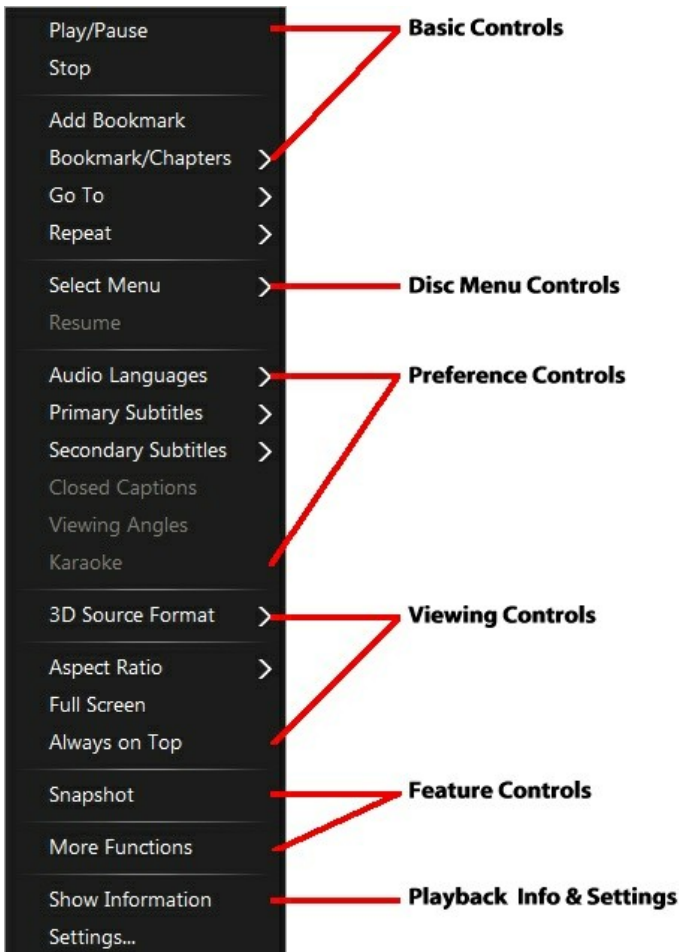 Play/Pause
Basic Controls
Stop
Add Bookmark
Bookmark/Chapters
Go To
Repeat
Select Menu
Disc Menu Controls
Resume
Audio Languages
Preference Controls
Primary Subtitles
Secondary Subtitles
Closed Captions
Viewing Angles
Karaoke
3D Source Format
Viewing Controls
Aspect Ratio
Full Screen
Always on Top
Snapshot
Feature Controls
More Functions
Show Information
Playback Info & Settings
Settings...